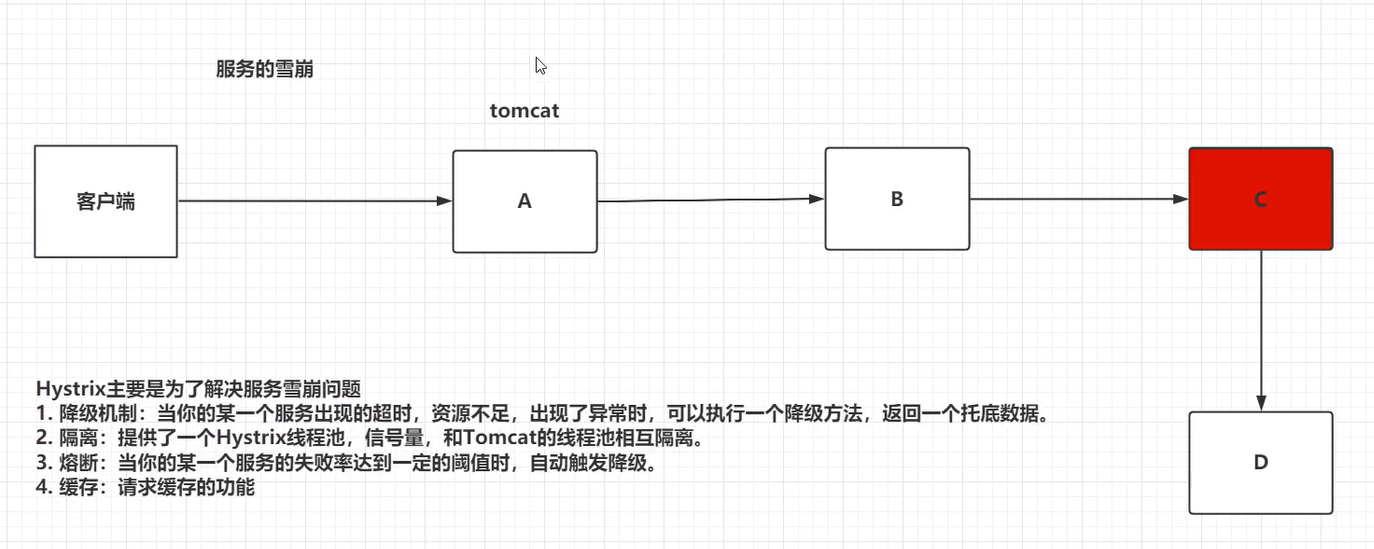 服务的雪崩
tomcat
客户端
A
B
C
D
Hystrix主要是为了解决服务雪崩问题
1. 降级机制：当你的某一个服务出现的超时，资源不足，出现了异常时，可以执行一个降级方法，返回一个托底数据。
2. 隔离：提供了一个Hystrix线程池，信号量，和Tomcat的线程池相互隔离。
3. 熔断：当你的某一个服务的失败率达到一定的阈值时，自动触发降级。
4. 缓存：请求缓存的功能